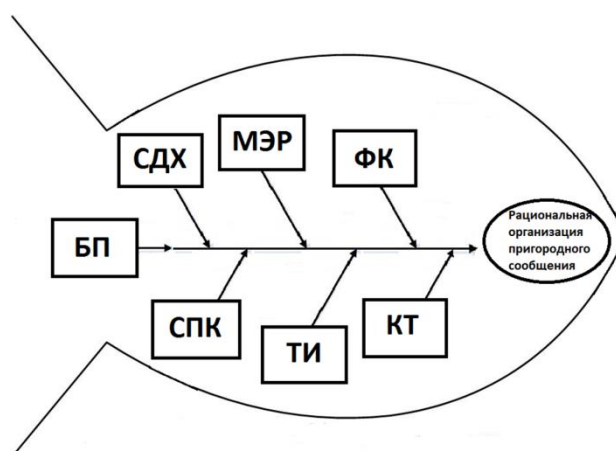 СДХ
МЭР
ФК
БП
Рациональная
организация
пригородного
сообщения
СПК
ТИ
КТ